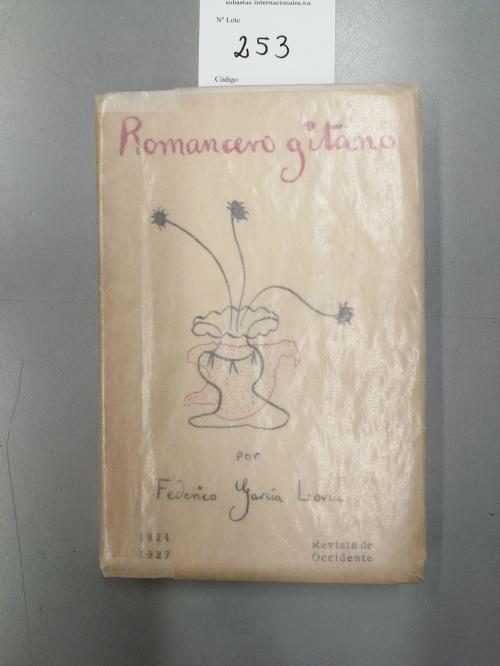 subastas internacionales, s.a.
Nº Lote
253
Código
Romancero gitano
por
Federico García Lorca
1924
1927
Revista de
Occidente